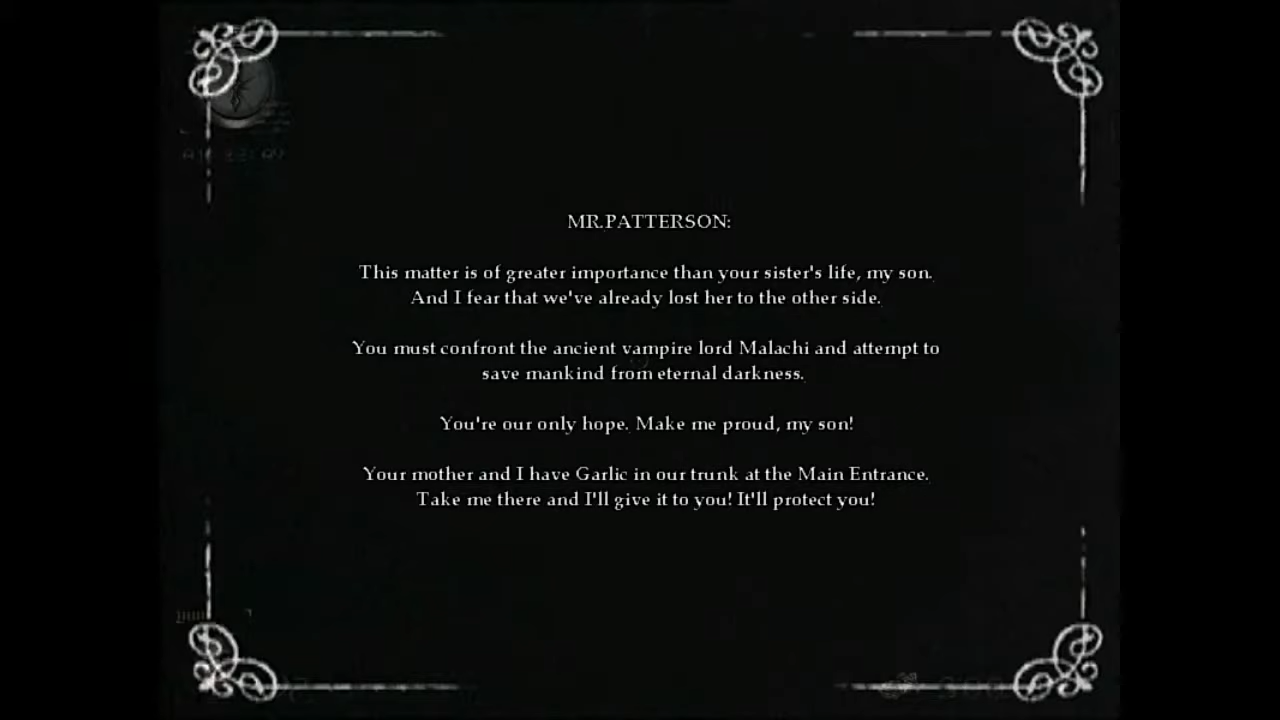 MR.PATTERSON:
This matter is of greater importance than your sister's life, my son.
And I fear that we've already lost her to the other side.
You must confront the ancient vampire lord Malachi and attempt to
save mankind from eternal darkness.
You're our only hope. Make me proud, my son!
Your mother and I have Garlic in our trunk at the Main Entrance.
Take me there and I'll give it to you! It'll protect you!